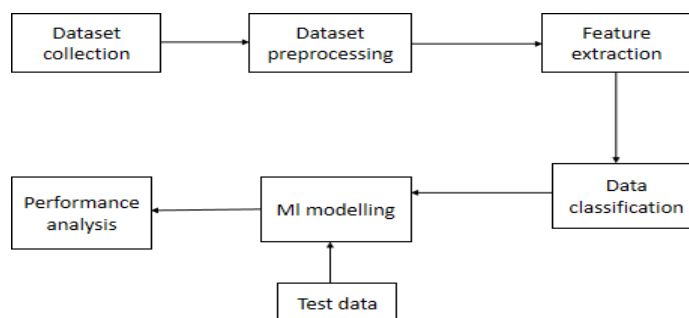 Dataset
collection
Dataset
preprocessing
Feature
extraction
Performance
analysis
Ml modelling
Data
classification
Test data